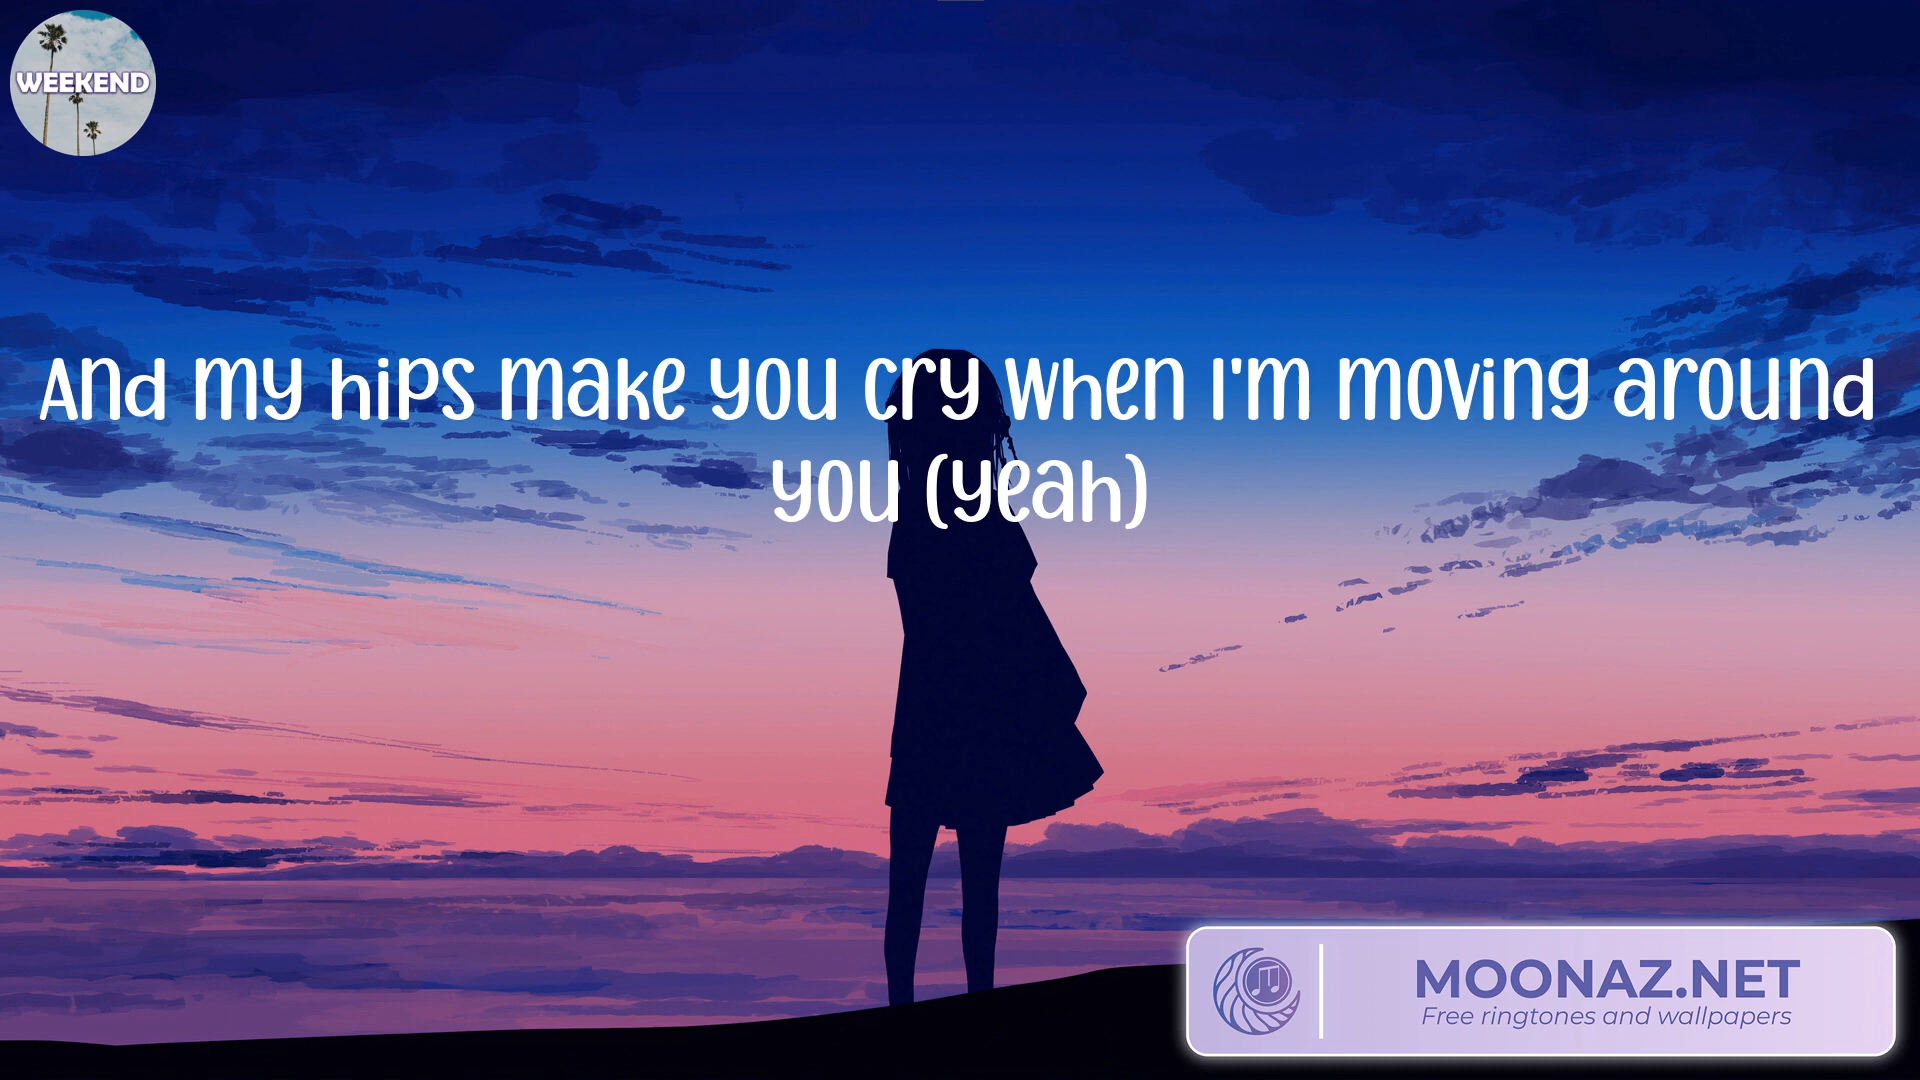 WEEKEND
And my hips make you cry when I'm moving around
you (yeah)
MOONAZ.NET
Free ringtones and wallpapers